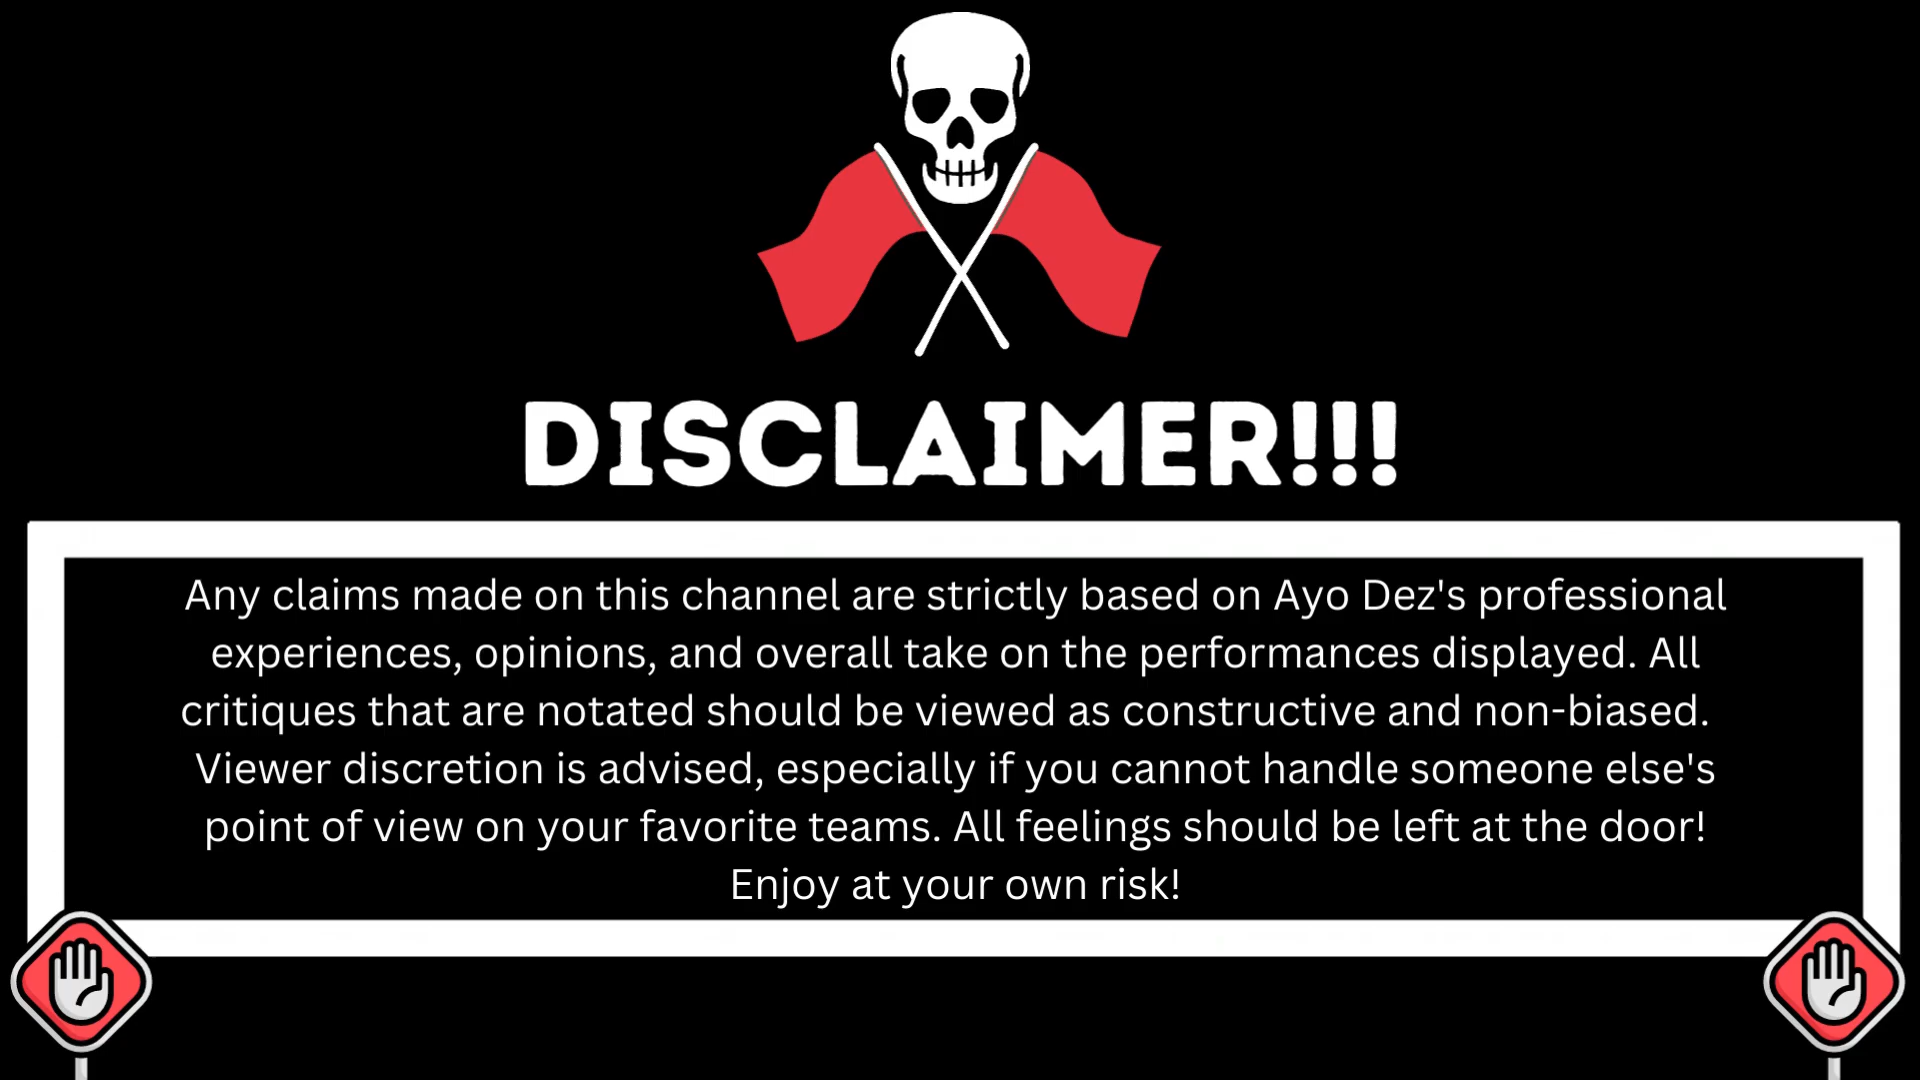 DISCLAIMER!!!
Any claims made on this channel are strictly based on Ayo Dez's professional
experiences, opinions, and overall take on the performances displayed. All
critiques that are notated should be viewed as constructive and non-biased.
Viewer discretion is advised, especially if you cannot handle someone else's
point of view on your favorite teams. All feelings should be left at the door!
Enjoy at your own risk!